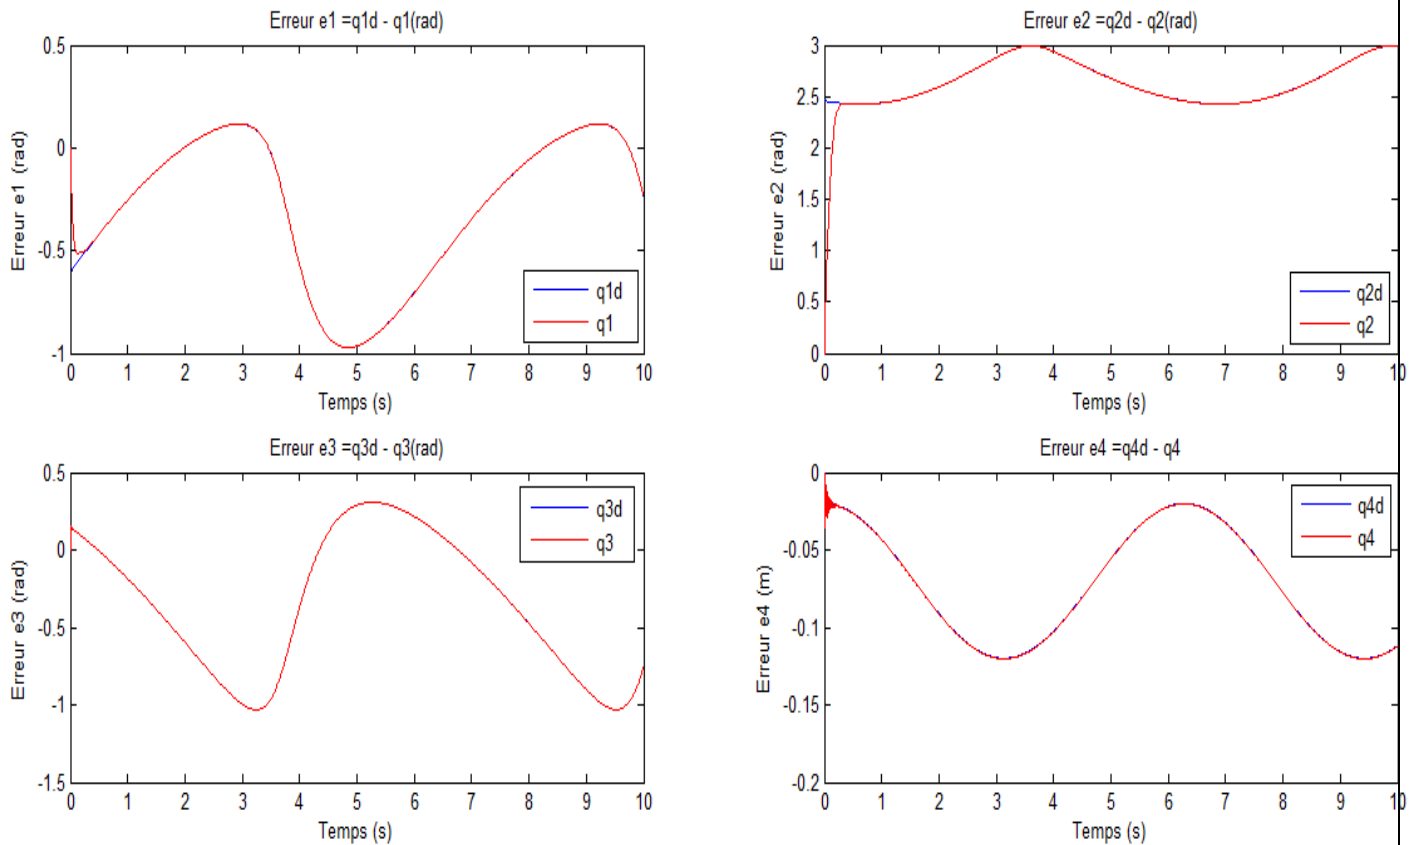 Erreur e1 =q1d - q1(rad)
Erreur e1 (rad)
0.5
0
-0.5
-1
q1d
q1
0 1 2 3 4 5 6 7 8 9 10
Temps (s)
Erreur e2 =q2d - q2(rad)
Erreur e2 (rad)
3
2.5
2
1.5
1
0.5
0
q2d
q2
0 1 2 3 4 5 6 7 8 9 10
Temps (s)
Erreur e3 =q3d - q3(rad)
Erreur e3 (rad)
0.5
0
-0.5
-1
-1.5
q3d
q3
0 1 2 3 4 5 6 7 8 9 10
Temps (s)
Erreur e4 =q4d - q4
Erreur e4 (m)
0
-0.05
-0.1
-0.15
-0.2
q4d
q4
0 1 2 3 4 5 6 7 8 9 10
Temps (s)